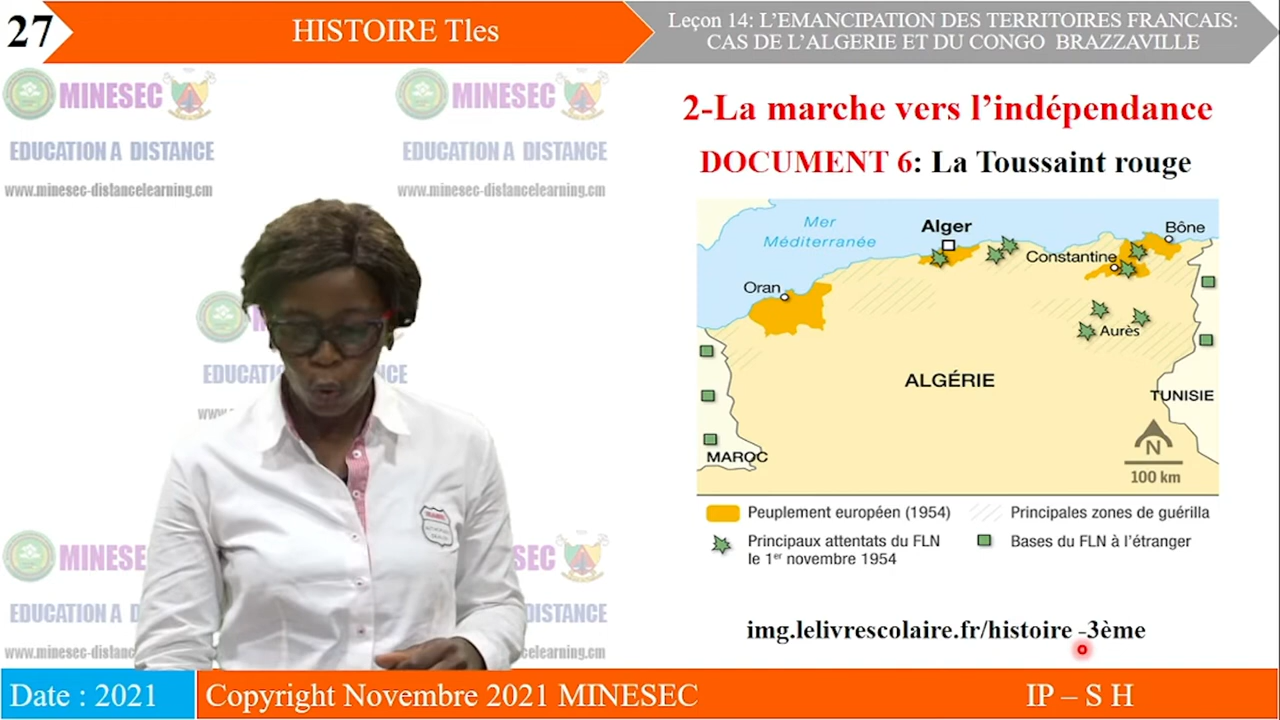 27
HISTOIRE Tles
Leçon 14: L'EMANCIPATION DES TERRITOIRES FRANCAIS:
CAS DE L'ALGERIE ET DU CONGO BRAZZAVILLE
MINESEC
EDUCATION A DISTANCE
www.minesec-distancelearning.cm
MINESEC
EDUCATION A DISTANCE
www.minesec-distancelearning.cm
2-La marche vers l'indépendance
DOCUMENT 6: La Toussaint rouge
Mer
Méditerranée
Alger
Bône
Constantine
Oran
Aurès
ALGÉRIE
TUNISIE
MAROC
N
100 km
Peuplement européen (1954)
Principales zones de guérilla
Principaux attentats du FLN
le 1er novembre 1954
Bases du FLN à l'étranger
img.lelivrescolaire.fr/histoire -3ème
Date : 2021
Copyright Novembre 2021 MINESEC
IP – S H